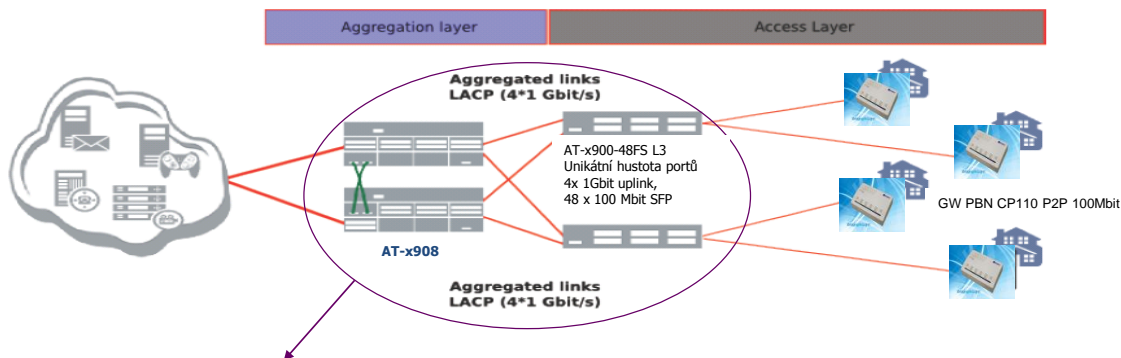 Aggregation layer
Access Layer
Aggregated links
LACP (4*1 Gbit/s)
AT-x900-48FS L3
Unikátní hustota portů
4x 1Gbit uplink,
48 x 100 Mbit SFP
GW PBN CP110 P2P 100Mbit
AT-x908
Aggregated links
LACP (4*1 Gbit/s)